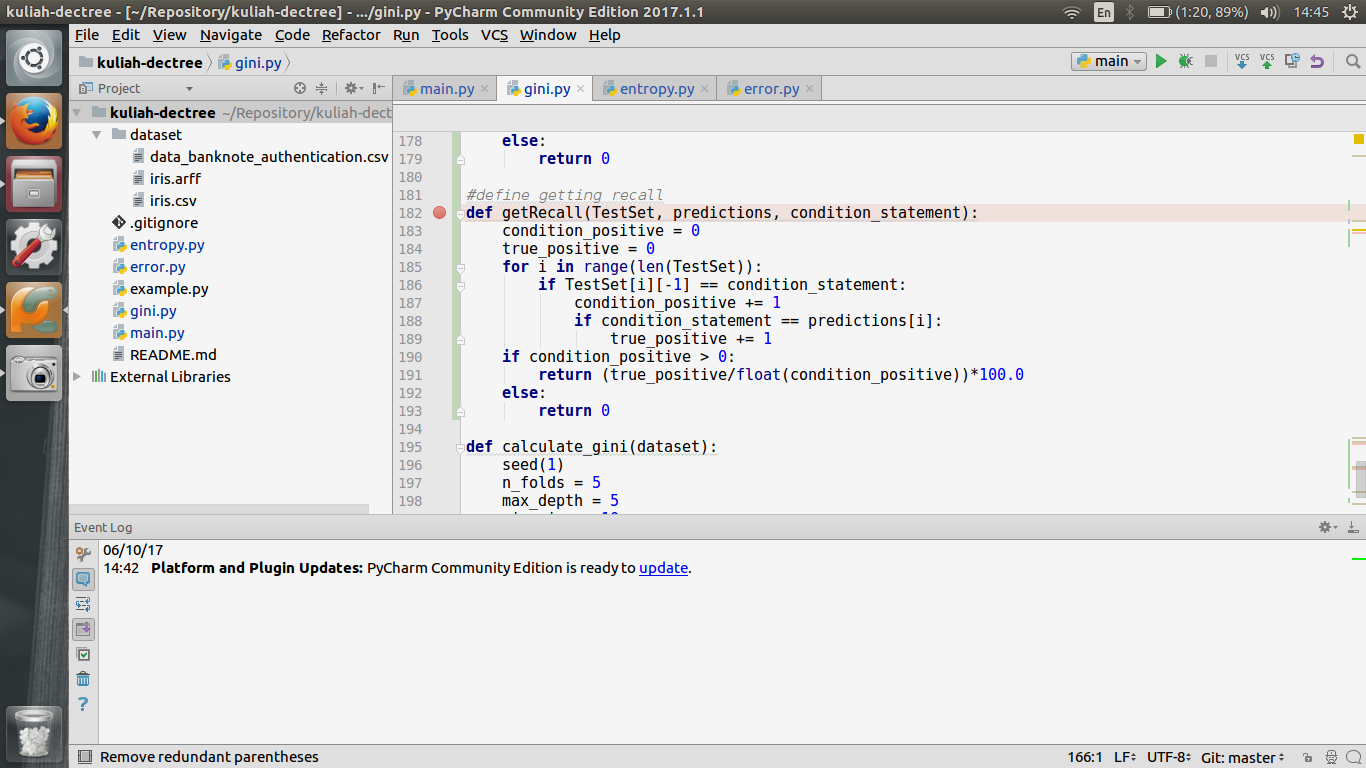 kuliah-dectree - [~/Repository/kuliah-dectree] - .../gini.py - PyCharm Community Edition 2017.1.1
En (1:20, 89%) 14:45
File Edit View Navigate Code Refactor Run Tools VCS Window Help
kuliah-dectree gini.py main VCS VCS
Project main.py gini.py entropy.py error.py
kuliah-dectree ~/Repository/kuliah-dect
dataset
data_banknote_authentication.csv
iris.arff
iris.csv
.gitignore
entropy.py
error.py
example.py
gini.py
main.py
README.md
External Libraries
178 else:
179 return 0
180
181 #define getting recall
182 def getRecall(TestSet, predictions, condition_statement):
183 condition_positive = 0
184 true_positive = 0
185 for i in range(len(TestSet)):
186 if TestSet[i][-1] == condition_statement:
187 condition_positive += 1
188 if condition_statement == predictions[i]:
189 true_positive += 1
190 if condition_positive > 0:
191 return (true_positive/float(condition_positive))*100.0
192 else:
193 return 0
194
195 def calculate_gini(dataset):
196 seed(1)
197 n_folds = 5
198 max_depth = 5
Event Log
06/10/17
14:42 Platform and Plugin Updates: PyCharm Community Edition is ready to update.
?
Remove redundant parentheses 166:1 LF UTF-8 Git: master